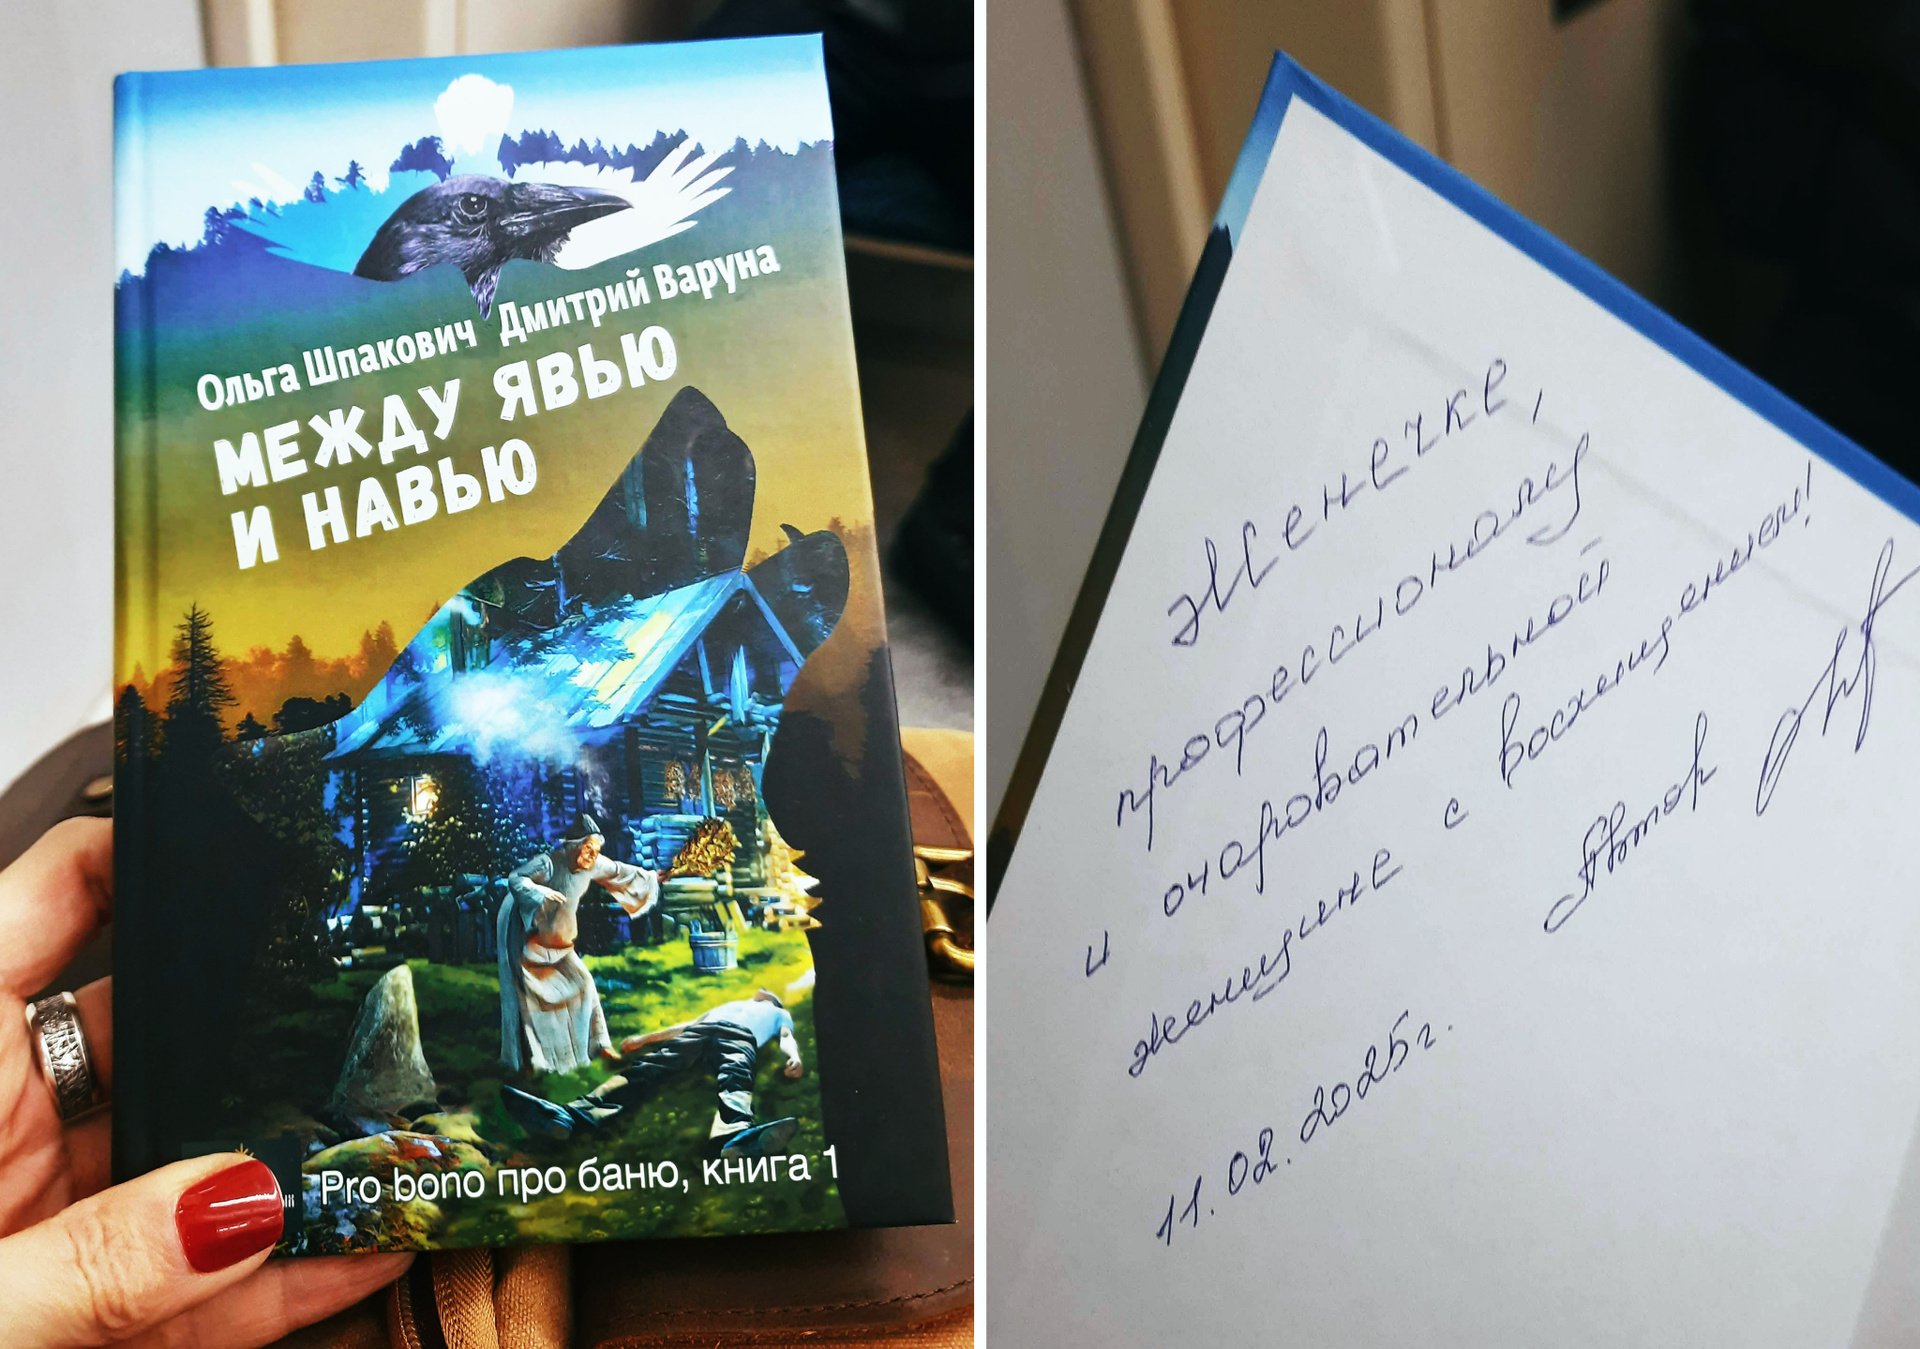 Ольга Шпакович Дмитрий Варуна
МЕЖДУ ЯВЬЮ
И НАВЬЮ
Pro bono про баню, книга 1
Женечке,
профессионалу
и очаровательной
женщине с восхищением!
Автор
11.02.2025г.